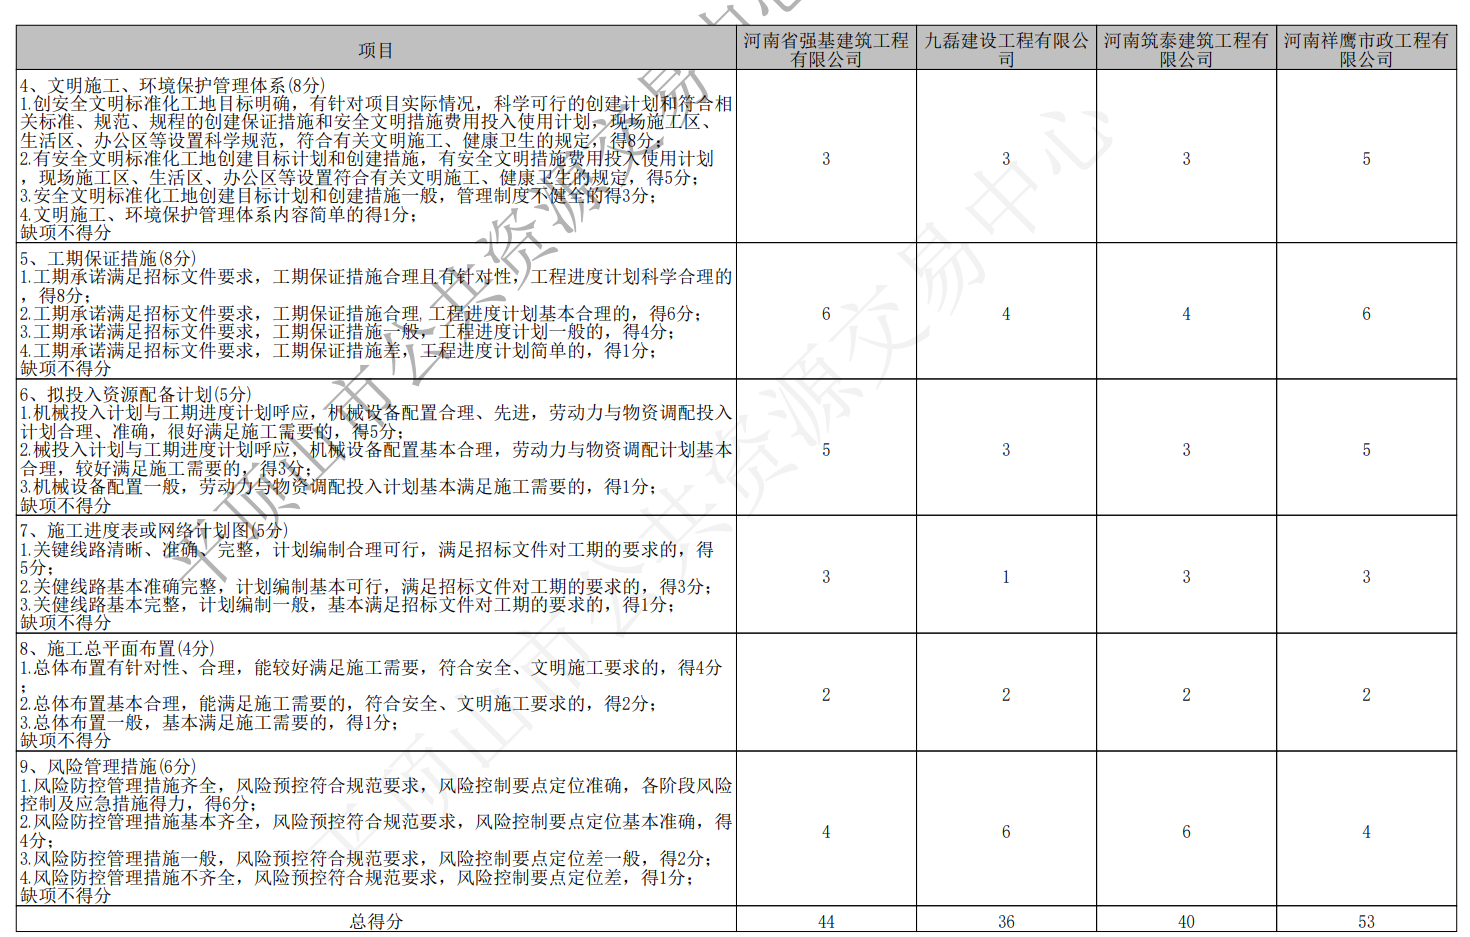 项目
河南省强基建筑工程有限公司
九磊建设工程有限公司
河南筑泰建筑工程有限公司
河南祥鹰市政工程有限公司
4、文明施工、环境保护管理体系(8分)
1.创安全文明标准化工地目标明确，有针对项目实际情况，科学可行的创建计划和符合相
关标准、规范、规程的创建保证措施和安全文明措施费用投入使用计划，现场施工区、
生活区、办公区等设置科学规范，符合有关文明施工、健康卫生的规定，得8分；
2.有安全文明标准化工地创建目标计划和创建措施，有安全文明措施费用投入使用计划
，现场施工区、生活区、办公区等设置符合有关文明施工、健康卫生的规定，得5分；
3.安全文明标准化工地创建目标计划和创建措施一般，管理制度不健全的得3分；
4.文明施工、环境保护管理体系内容简单的得1分；
缺项不得分
3 3 3 5
5、工期保证措施(8分)
1.工期承诺满足招标文件要求，工期保证措施合理且有针对性，工程进度计划科学合理的
，得8分；
2.工期承诺满足招标文件要求，工期保证措施合理,工程进度计划基本合理的，得6分；
3.工期承诺满足招标文件要求，工期保证措施一般，工程进度计划一般的，得4分；
4.工期承诺满足招标文件要求，工期保证措施差，工程进度计划简单的，得1分；
缺项不得分
6 4 4 6
6、拟投入资源配备计划(5分)
1.机械投入计划与工期进度计划呼应，机械设备配置合理、先进，劳动力与物资调配投入
计划合理、准确，很好满足施工需要的，得5分；
2.械投入计划与工期进度计划呼应，机械设备配置基本合理，劳动力与物资调配计划基本
合理，较好满足施工需要的，得3分；
3.机械设备配置一般，劳动力与物资调配投入计划基本满足施工需要的，得1分；
缺项不得分
5 3 3 5
7、施工进度表或网络计划图(5分)
1.关键线路清晰、准确、完整，计划编制合理可行，满足招标文件对工期的要求的，得
5分；
2.关健线路基本准确完整，计划编制基本可行，满足招标文件对工期的要求的，得3分；
3.关健线路基本完整，计划编制一般，基本满足招标文件对工期的要求的，得1分；
缺项不得分
3 1 3 3
8、施工总平面布置(4分)
1.总体布置有针对性、合理，能较好满足施工需要，符合安全、文明施工要求的，得4分
；
2.总体布置基本合理，能满足施工需要的，符合安全、文明施工要求的，得2分；
3.总体布置一般，基本满足施工需要的，得1分；
缺项不得分
2 2 2 2
9、风险管理措施(6分)
1.风险防控管理措施齐全，风险预控符合规范要求，风险控制要点定位准确，各阶段风险
控制及应急措施得力，得6分；
2.风险防控管理措施基本齐全，风险预控符合规范要求，风险控制要点定位基本准确，得
4分；
3.风险防控管理措施一般，风险预控符合规范要求，风险控制要点定位差一般，得2分；
4.风险防控管理措施不齐全，风险预控符合规范要求，风险控制要点定位差，得1分；
缺项不得分
4 6 6 4
总得分 44 36 40 53
平顶山市公共资源交易中心
平顶山市公共资源交易中心